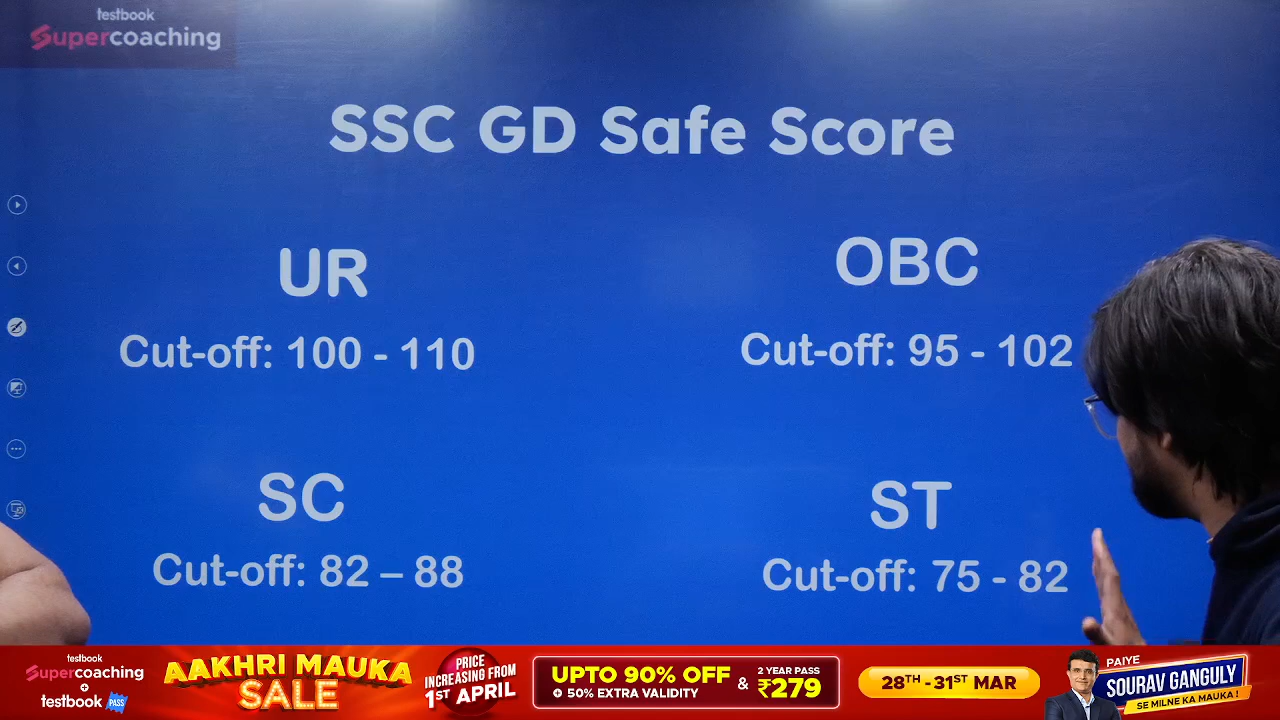 testbook
Supercoaching
SSC GD Safe Score
UR
Cut-off: 100 - 110
OBC
Cut-off: 95 - 102
SC
Cut-off: 82 – 88
ST
Cut-off: 75 - 82
testbook
Supercoaching
+
testbook PASS
AAKHRI MAUKA
SALE
PRICE
INCREASING FROM
1ST APRIL
UPTO 90% OFF
+ 50% EXTRA VALIDITY
&
2 YEAR PASS
₹279
28TH -31ST MAR
PAIYE
SOURAV GANGULY
SE MILNE KA MAUKA !